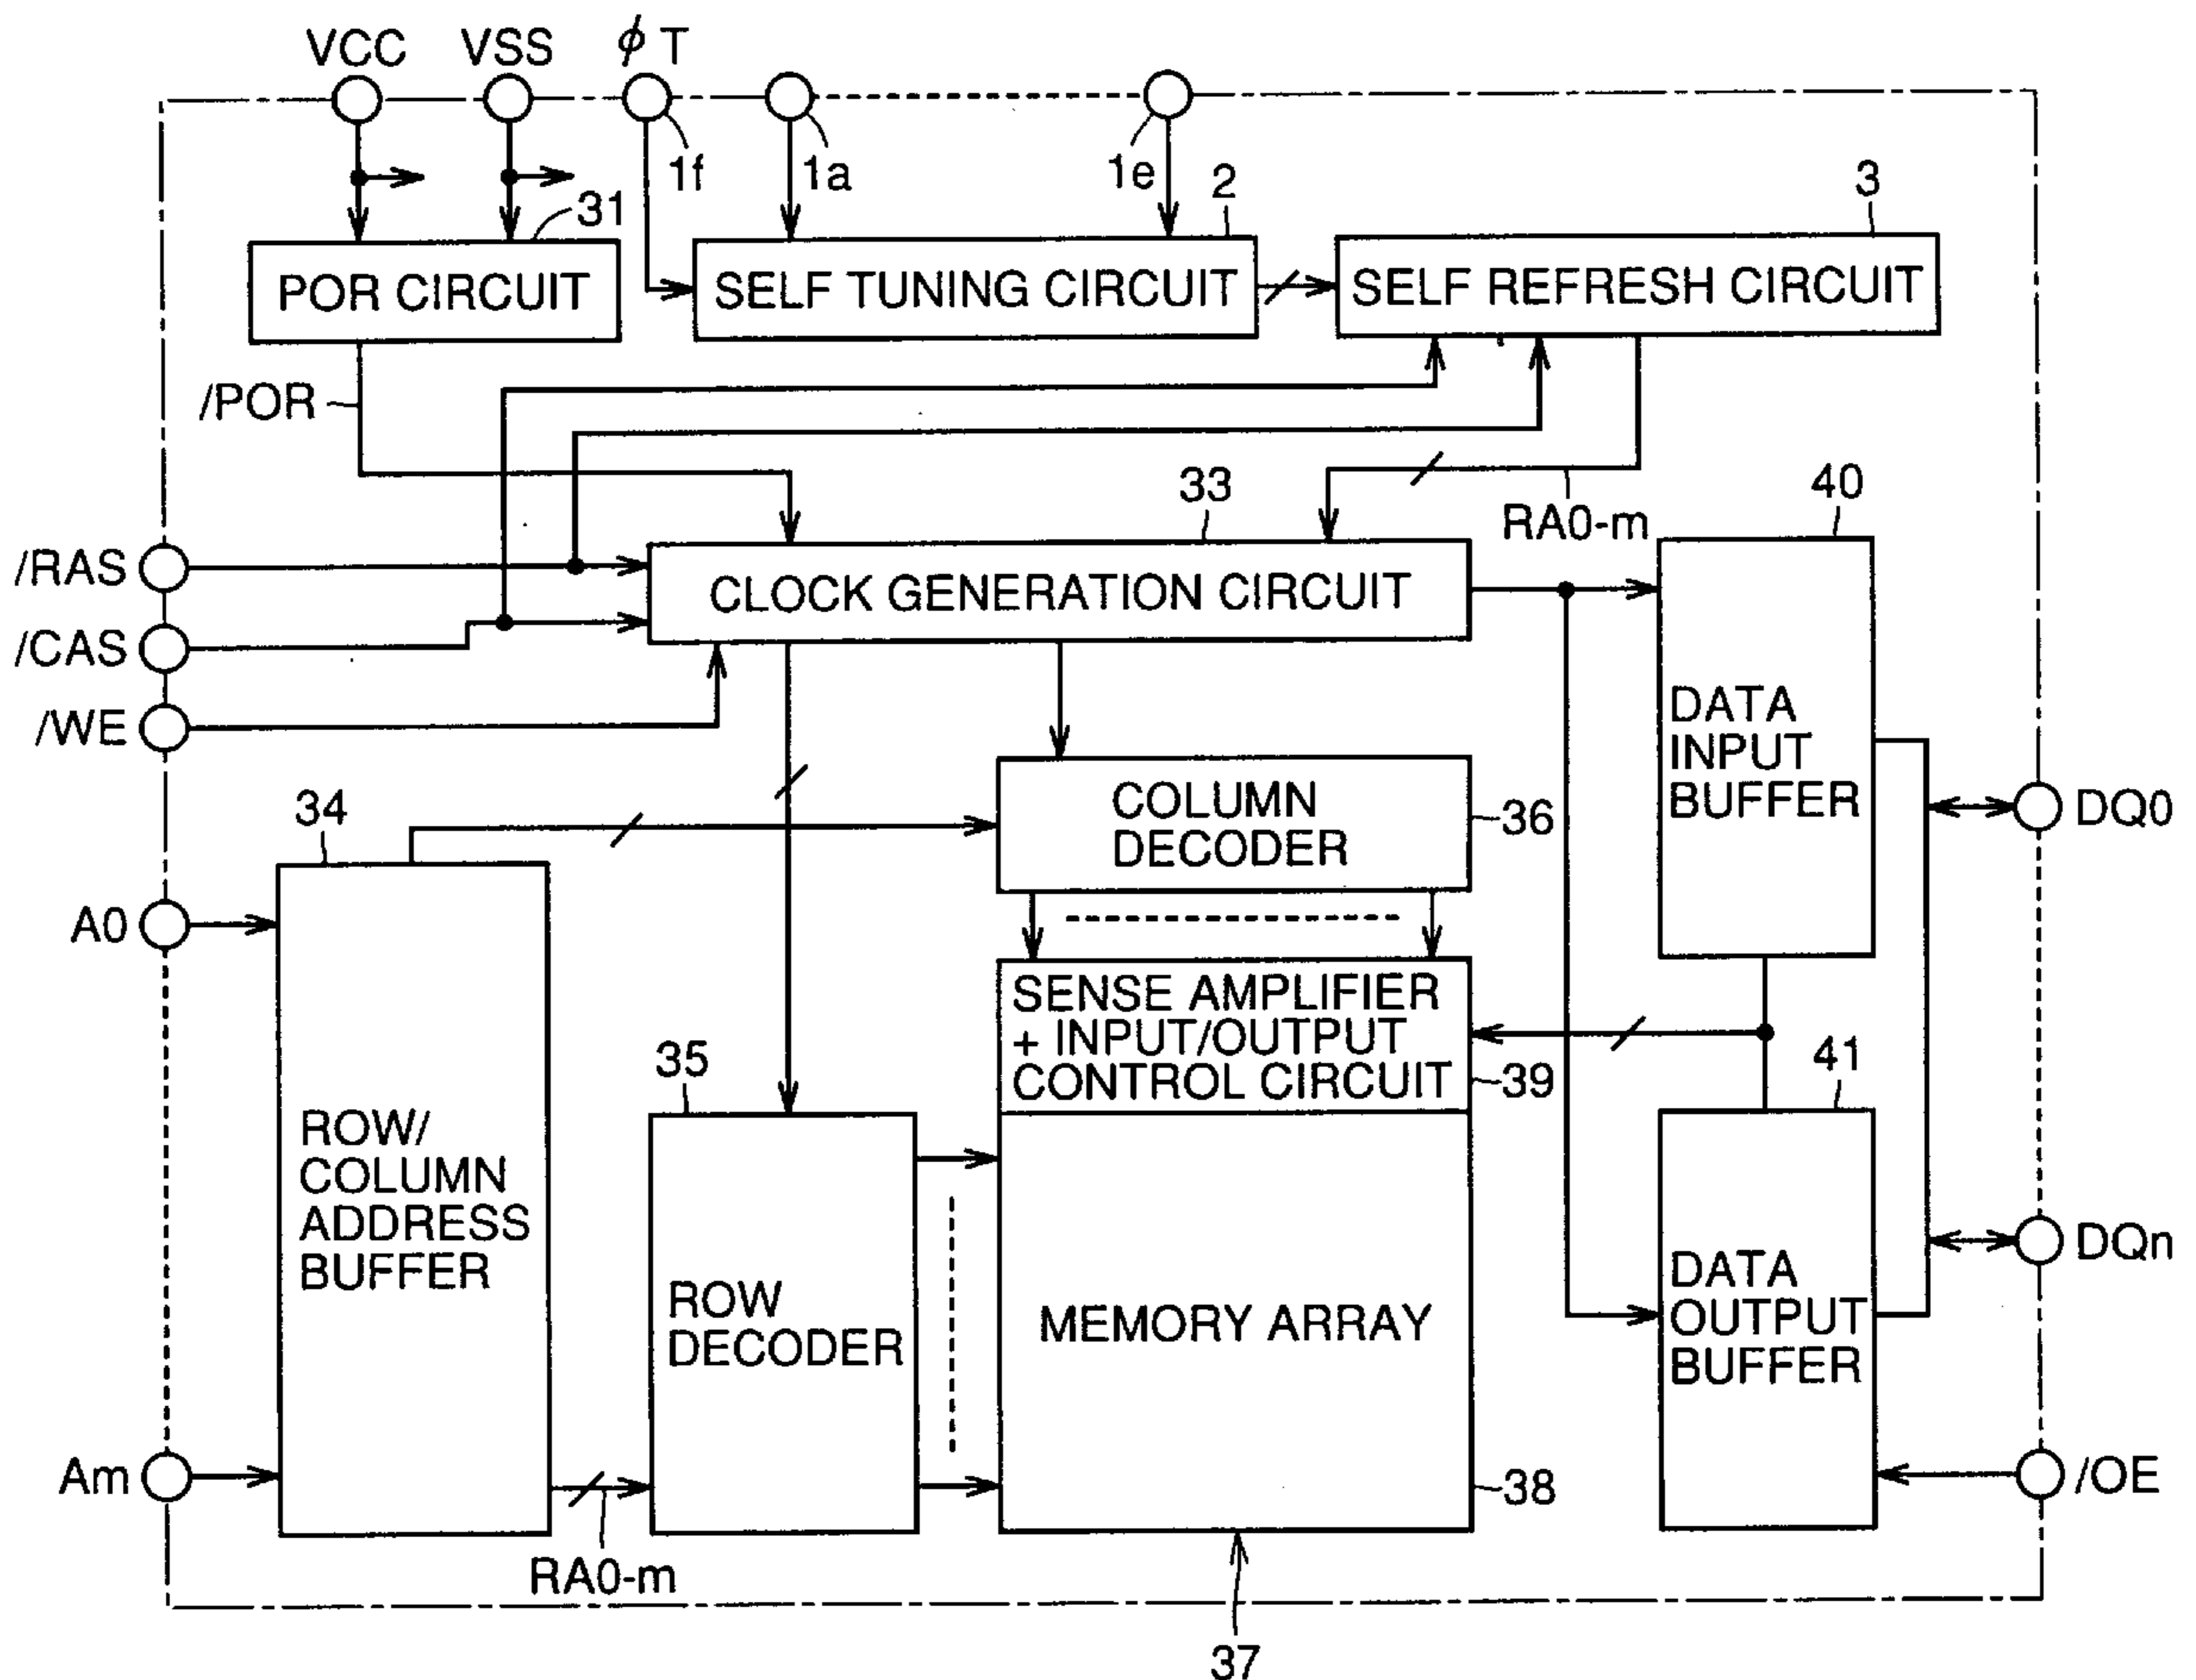 VCC VSS ϕT
1f 1a 1e 2 3
31
POR CIRCUIT
SELF TUNING CIRCUIT
SELF REFRESH CIRCUIT
/POR
33
RA0-m
40
/RAS
/CAS
/WE
CLOCK GENERATION CIRCUIT
DATA
INPUT
BUFFER
34
COLUMN
DECODER
36
DQ0
A0
SENSE AMPLIFIER
+ INPUT/OUTPUT
CONTROL CIRCUIT
39
35
41
ROW/
COLUMN
ADDRESS
BUFFER
ROW
DECODER
MEMORY ARRAY
DATA
OUTPUT
BUFFER
DQn
Am
38
/OE
RA0-m
37